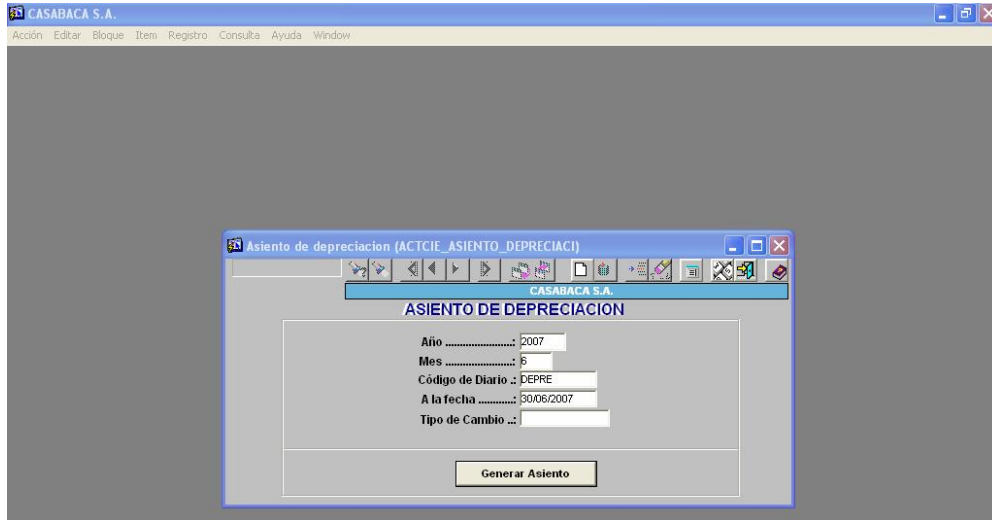 CASABACA S.A.
Acción Editar Bloque Item Registro Consulta Ayuda Window
Asiento de depreciacion (ACTCIE_ASIENTO_DEPRECIACI)
CASABACA S.A.
ASIENTO DE DEPRECIACION
Año ......................: 2007
Mes ......................: 6
Código de Diario .: DEPRE
A la fecha ............: 30/06/2007
Tipo de Cambio ..:
Generar Asiento